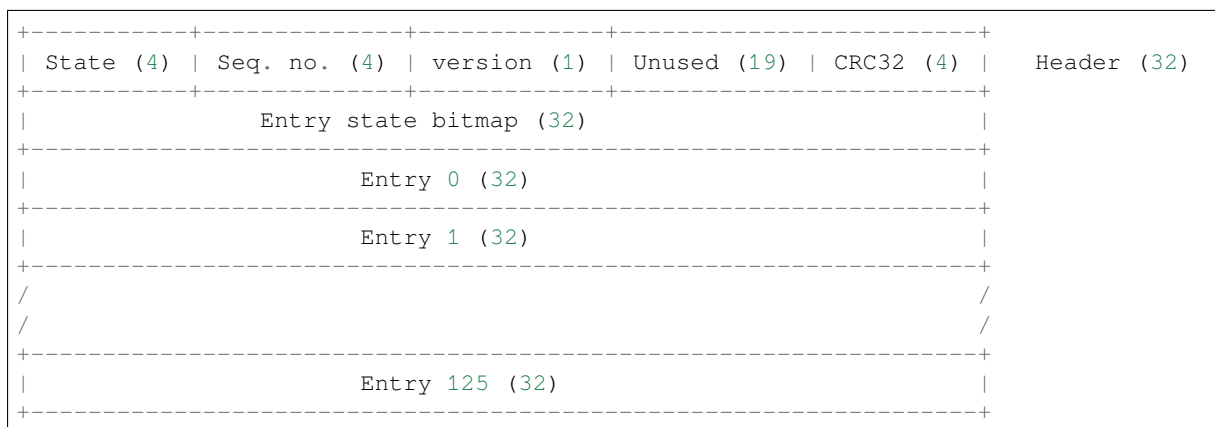 +-----------+--------------+-------------+-------------------------+
| State (4) | Seq. no. (4) | version (1) | Unused (19) | CRC32 (4) |   Header (32)
+-----------+--------------+-------------+-------------------------+
|                Entry state bitmap (32)                           |
+------------------------------------------------------------------+
|                       Entry 0 (32)                               |
+------------------------------------------------------------------+
|                       Entry 1 (32)                               |
+------------------------------------------------------------------+
/                                                                  /
/                                                                  /
+------------------------------------------------------------------+
|                       Entry 125 (32)                             |
+------------------------------------------------------------------+